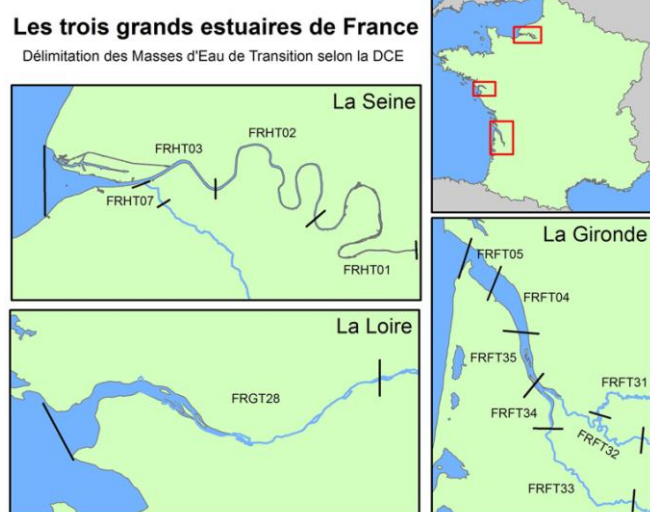 Les trois grands estuaires de France
Délimitation des Masses d'Eau de Transition selon la DCE
La Seine
FRHT02
FRHT03
FRHT07
FRHT01
La Loire
FRGT28
La Gironde
FRFT05
FRFT04
FRFT35
FRFT31
FRFT34
FRFT32
FRFT33